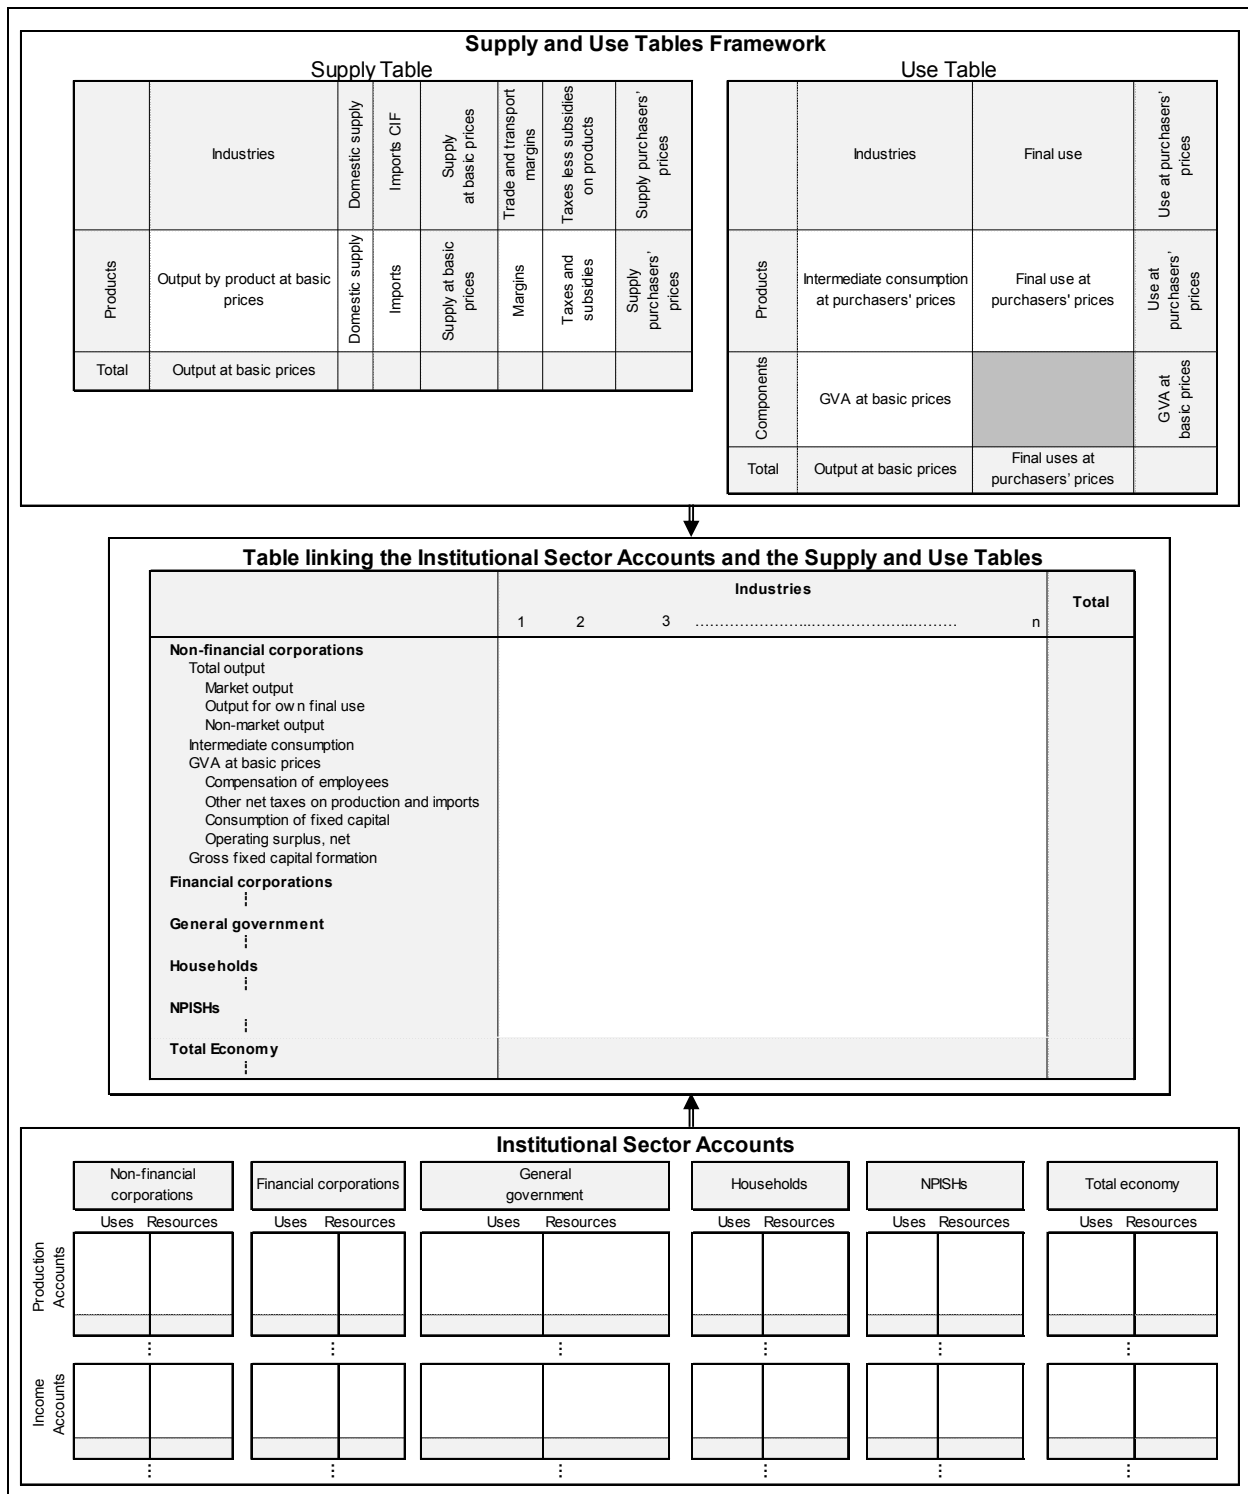 Supply and Use Tables Framework
Supply Table
Industries
Domestic supply
Imports CIF
Supply
at basic prices
Trade and transport
margins
Taxes less subsidies
on products
Supply purchasers'
prices
Products
Output by product at basic
prices
Domestic supply
Imports
Supply at basic
prices
Margins
Taxes and
subsidies
Supply
purchasers'
prices
Total
Output at basic prices
Use Table
Industries
Final use
Use at purchasers'
prices
Products
Intermediate consumption
at purchasers' prices
Final use at
purchasers' prices
Use at
purchasers'
prices
Components
GVA at basic prices
GVA at
basic prices
Total
Output at basic prices
Final uses at
purchasers' prices
Table linking the Institutional Sector Accounts and the Supply and Use Tables
Industries
Total
1 2 3 ………………...………………...……… n
Non-financial corporations
Total output
Market output
Output for own final use
Non-market output
Intermediate consumption
GVA at basic prices
Compensation of employees
Other net taxes on production and imports
Consumption of fixed capital
Operating surplus, net
Gross fixed capital formation
Financial corporations
General government
Households
NPISHs
Total Economy
Institutional Sector Accounts
Non-financial
corporations
Financial corporations
General
government
Households
NPISHs
Total economy
Uses Resources
Uses Resources
Uses Resources
Uses Resources
Uses Resources
Uses Resources
Production
Accounts
Income
Accounts